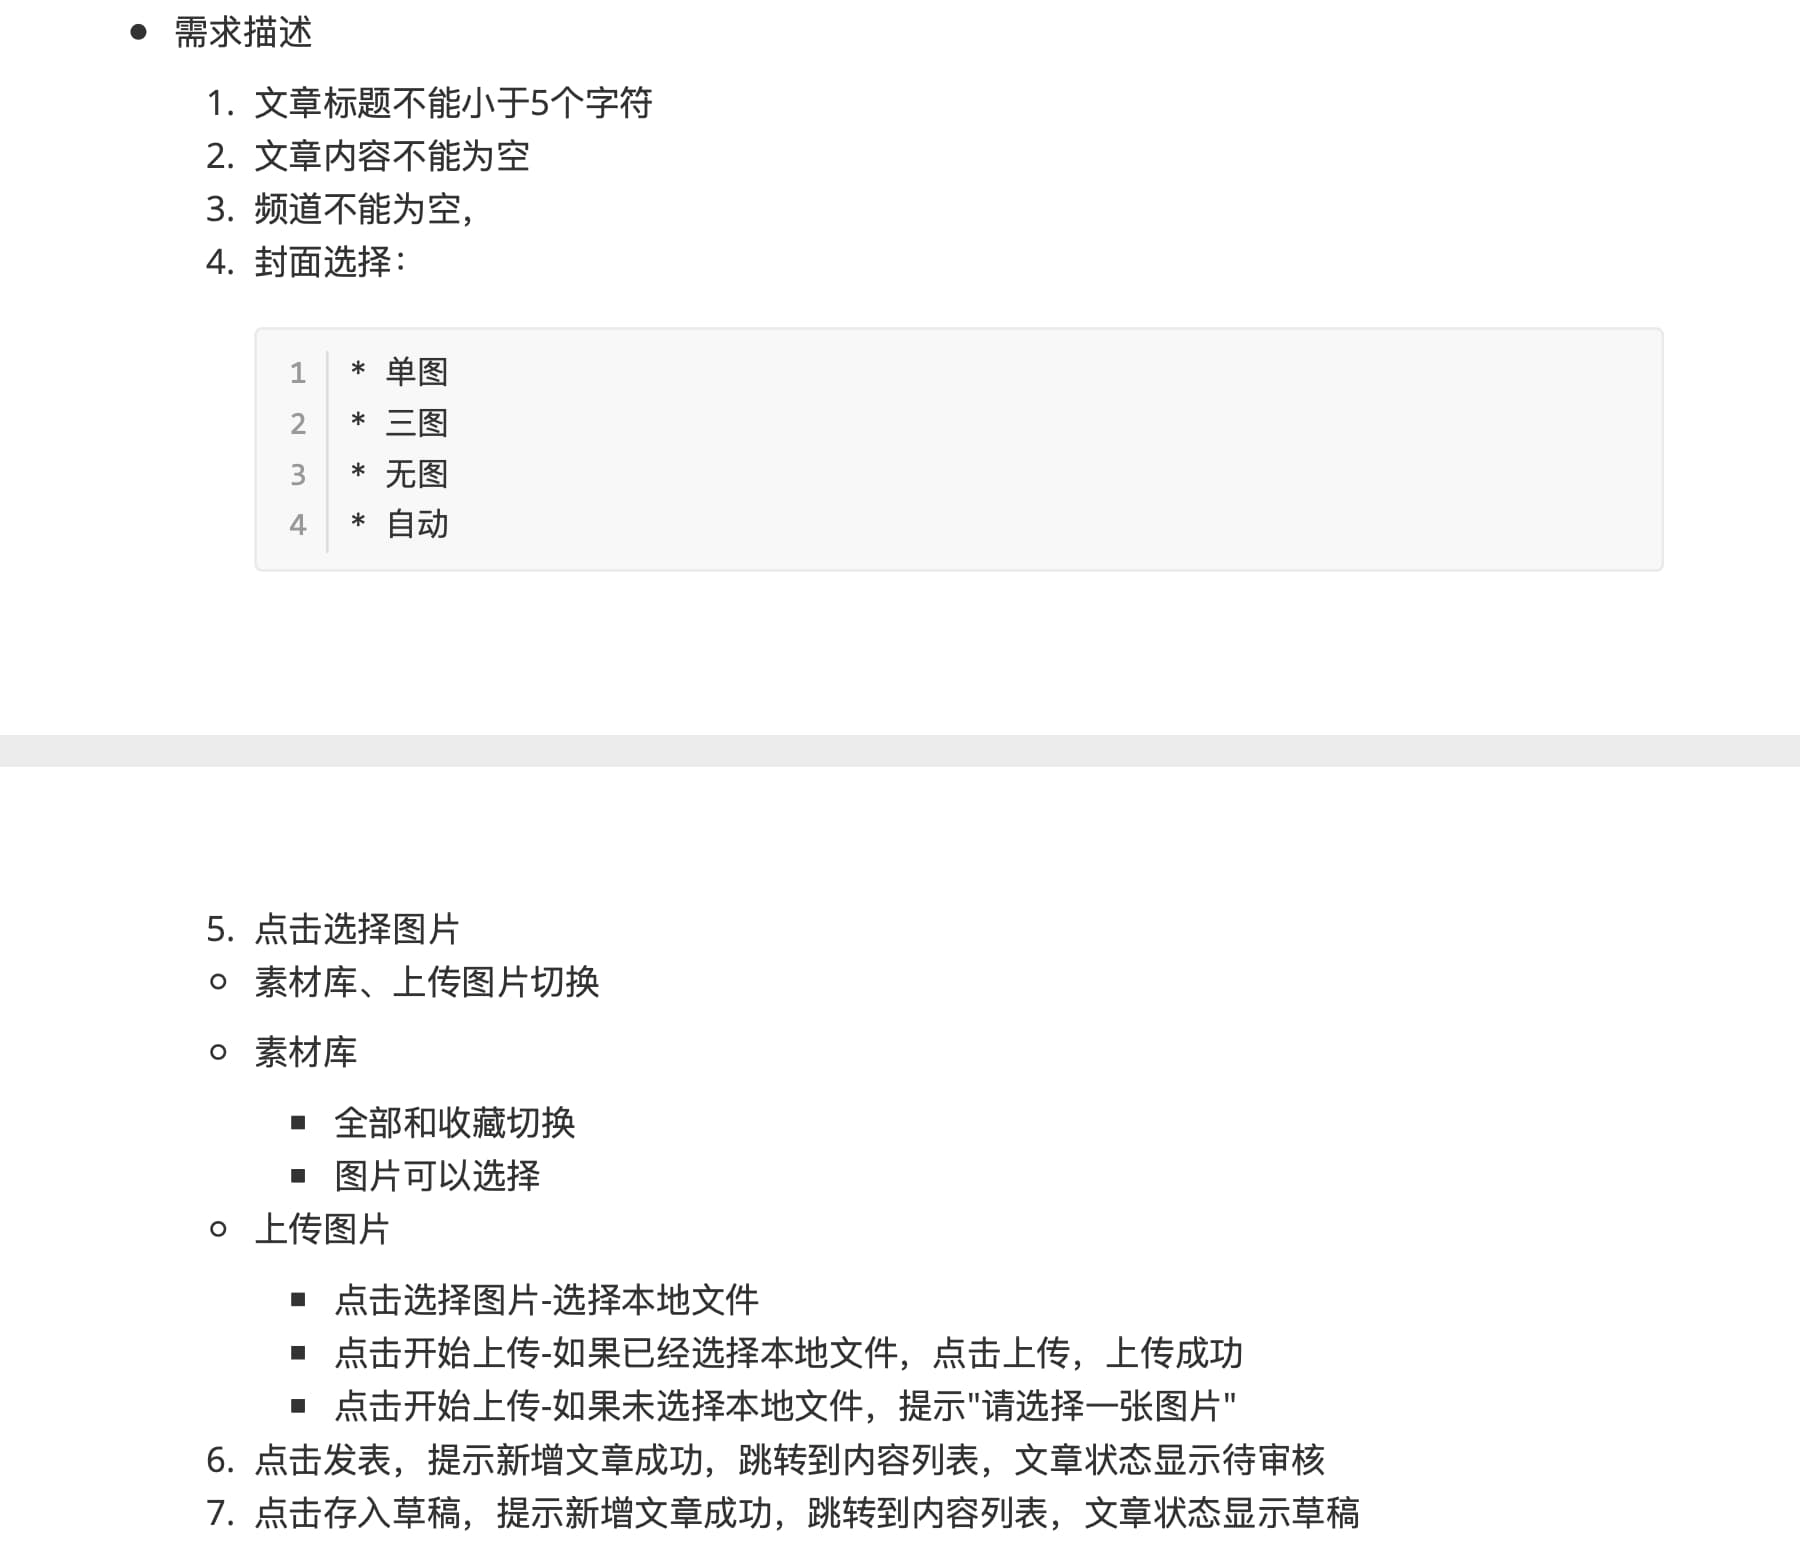 ● 需求描述
1. 文章标题不能小于5个字符
2. 文章内容不能为空
3. 频道不能为空，
4. 封面选择：
1 * 单图
2 * 三图
3 * 无图
4 * 自动
5. 点击选择图片
○ 素材库、上传图片切换
○ 素材库
■ 全部和收藏切换
■ 图片可以选择
○ 上传图片
■ 点击选择图片-选择本地文件
■ 点击开始上传-如果已经选择本地文件，点击上传，上传成功
■ 点击开始上传-如果未选择本地文件，提示"请选择一张图片"
6. 点击发表，提示新增文章成功，跳转到内容列表，文章状态显示待审核
7. 点击存入草稿，提示新增文章成功，跳转到内容列表，文章状态显示草稿